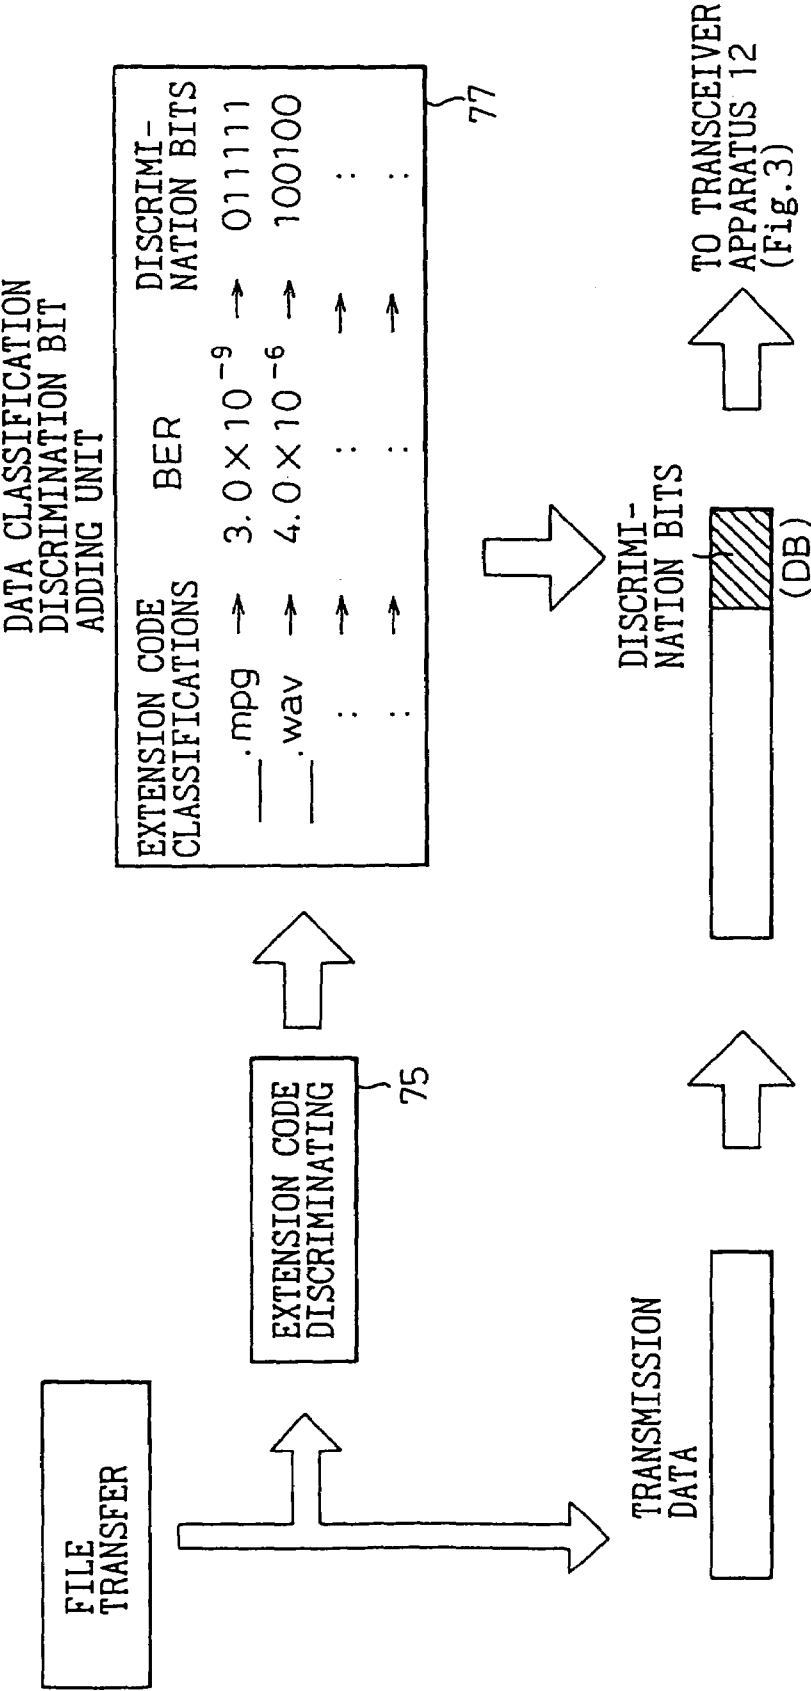 DATA CLASSIFICATION
DISCRIMINATION BIT
ADDING UNIT
FILE
TRANSFER
EXTENSION CODE
DISCRIMINATING
75
EXTENSION CODE
CLASSIFICATIONS
BER
DISCRIMI-
NATION BITS
.mpg → 3.0×10⁻⁹ → 011111
.wav → 4.0×10⁻⁶ → 100100
: → : → :
: → : → :
77
TRANSMISSION
DATA
DISCRIMI-
NATION BITS
(DB)
TO TRANSCEIVER
APPARATUS 12
(Fig.3)